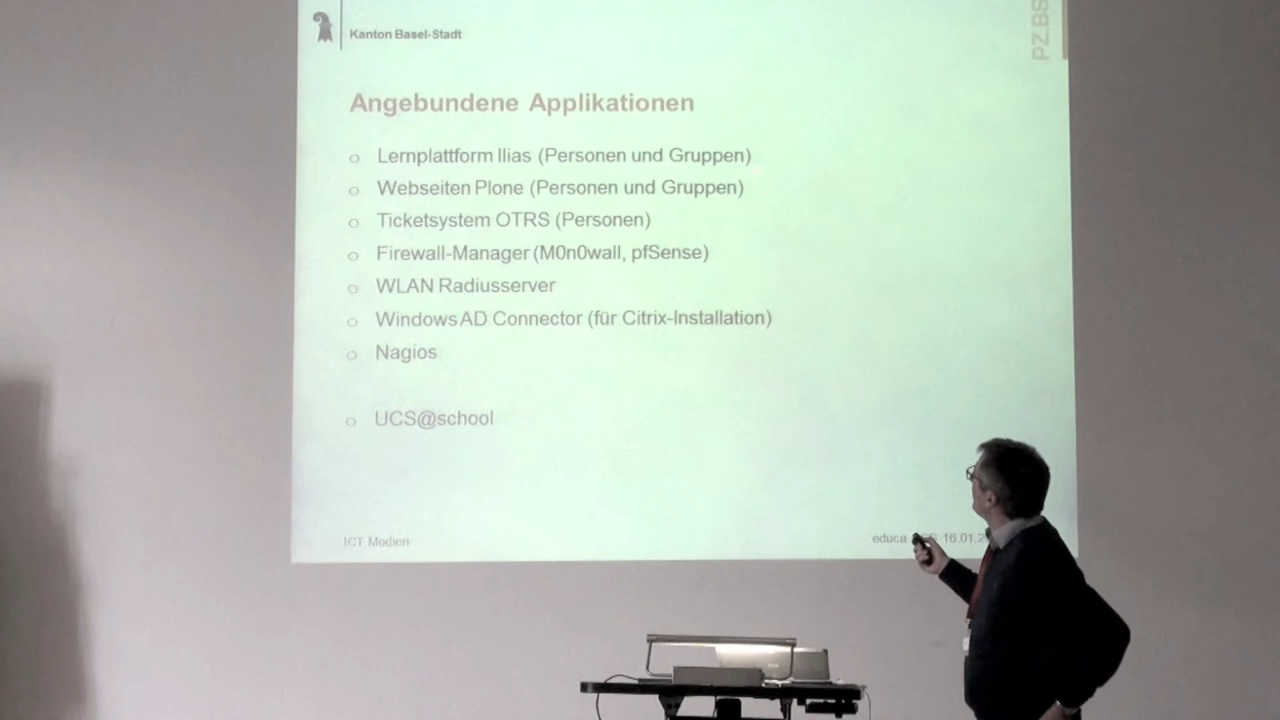 Kanton Basel-Stadt
PZ.BS
Angebundene Applikationen
o Lernplattform Ilias (Personen und Gruppen)
o Webseiten Plone (Personen und Gruppen)
o Ticketsystem OTRS (Personen)
o Firewall-Manager (M0n0wall, pfSense)
o WLAN Radiusserver
o Windows AD Connector (für Citrix-Installation)
o Nagios
o UCS@school
ICT Medien
educa 16.01.2